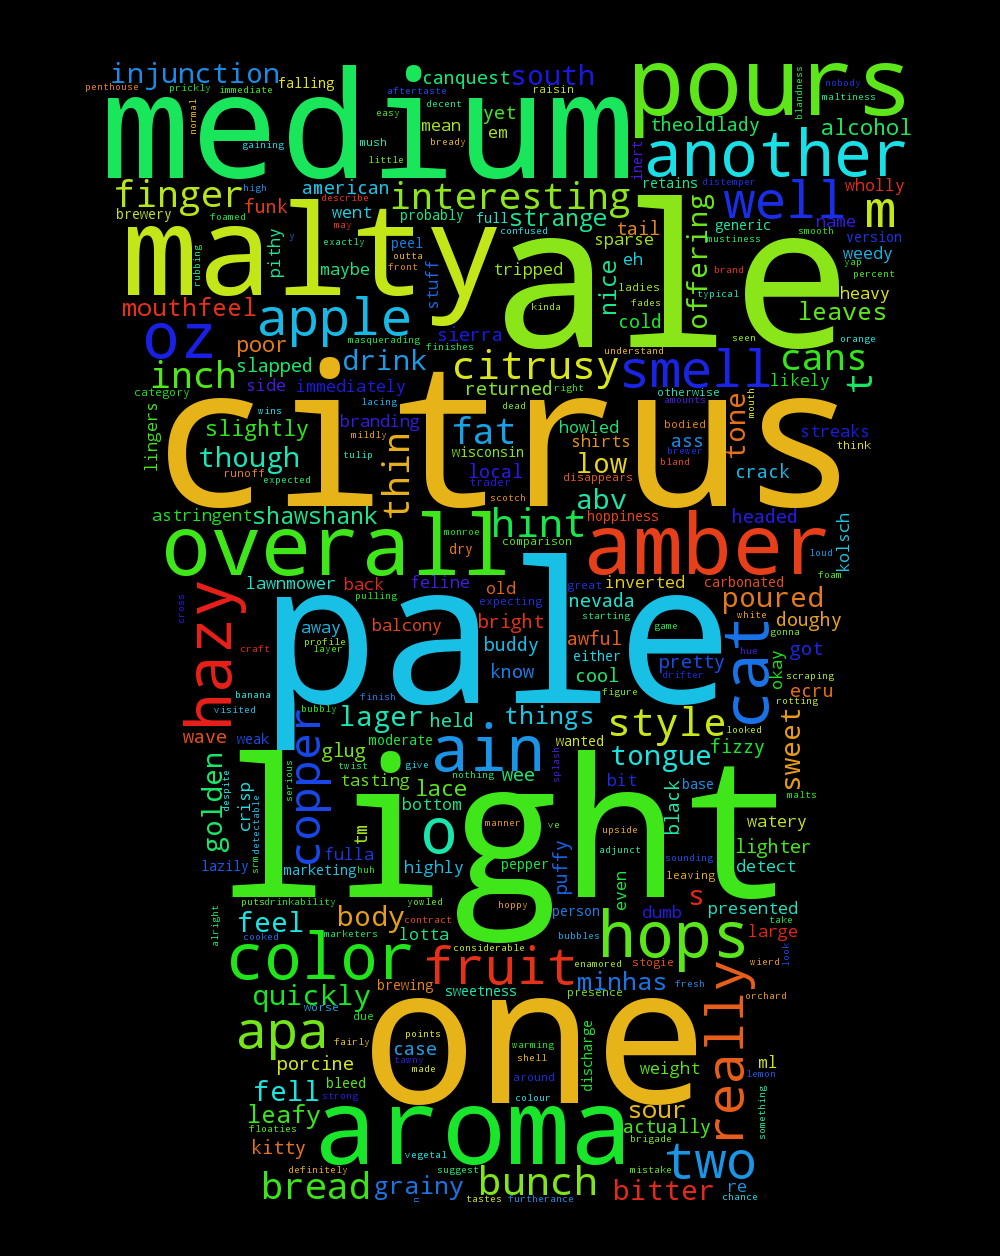 injunction falling canquest south pours
penthouse prickly immediate aftertaste raisin nobody
medium decent yet blandness maltiness
normal easy mean em theoldlady alcohol
gaining mush bready another
little inert
finger high american interesting retains distemper well wholly
brewery foamed funk describe went probably full strange tail generic name m
malty may confused sparse offering mustiness smooth version
pithy y exactly peel ale eh weedy
rubbing maybe outta front stuff tripped nice ladies typical brand yap percent
mouthfeel apple kinda fades heavy
oz masquerading sierra cold leaves
poor finishes understand seen orange
inch slapped drink citrusy smell cans
category side immediately returned right otherwise likely t
citrus lacing dead amounts mouth
lingers wins branding fat howled bodied tone streaks
slightly mildly shirts ass think
though tulip thin wisconsin low brewer
runoff expected local trader disappears bland crack
scotch abv
astringent shawshank hint hoppiness headed
overall monroe amber kolsch
dry comparison loud
lawnmower back feline old great inverted carbonated foam
hazy pulling pale expecting nevada poured
cross away balcony bright starting game white cat doughy
profile buddy awful gonna
craft layer either pretty hue got
know cool drifter okay scraping
banana finish figure ecru
visited bubbly lager held things style sweet rotting
wave weak copper moderate ain wanted tongue looked fizzy
golden glug twist give
despite serious tasting nothing wee splash bit base malts
crisp light lace black
detectable tm bottom manner ve upside watery
srm adjunct lighter
lazily marketing fulla huh highly pepper puffy sounding detect
leaving
puts drinkability yowled o hoppy even s
alright feel body contract person dumb presented
cooked marketers lotta bubbles hops large take
color considerable look
fruit enamored stogie wierd
quickly brewing sweetness presence minhas fresh really orchard
worse one
apa due points
fairly case warming discharge
porcine tawny made shell weight ml
fell bleed around lemon
strong colour sour something
leafy aroma actually
floaties brigade
kitty vegetal two
definitely suggest mistake
bread grainy bunch bitter re
n tastes furtherance chance